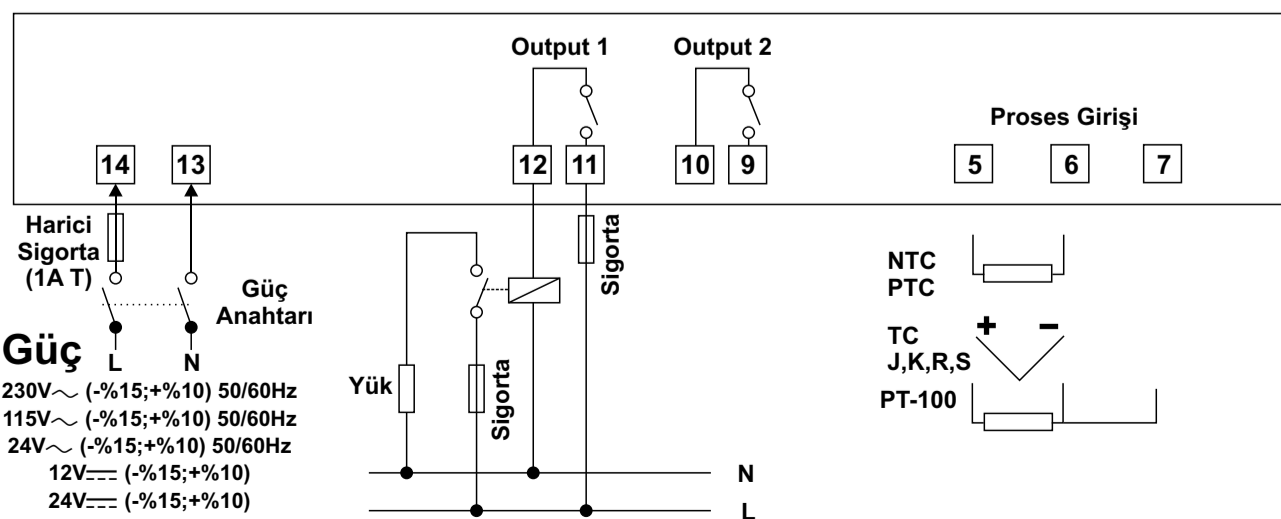 Output 1
Output 2
Proses Girişi
14
13
12
11
10
9
5
6
7
Harici
Sigorta
(1A T)
Güç
Anahtarı
Sigorta
Yük
Sigorta
NTC
PTC
TC
J,K,R,S
+
−
PT-100
Güç
L
N
230V～ (-%15;+%10) 50/60Hz
115V～ (-%15;+%10) 50/60Hz
24V～ (-%15;+%10) 50/60Hz
12V⎓ (-%15;+%10)
24V⎓ (-%15;+%10)
N
L